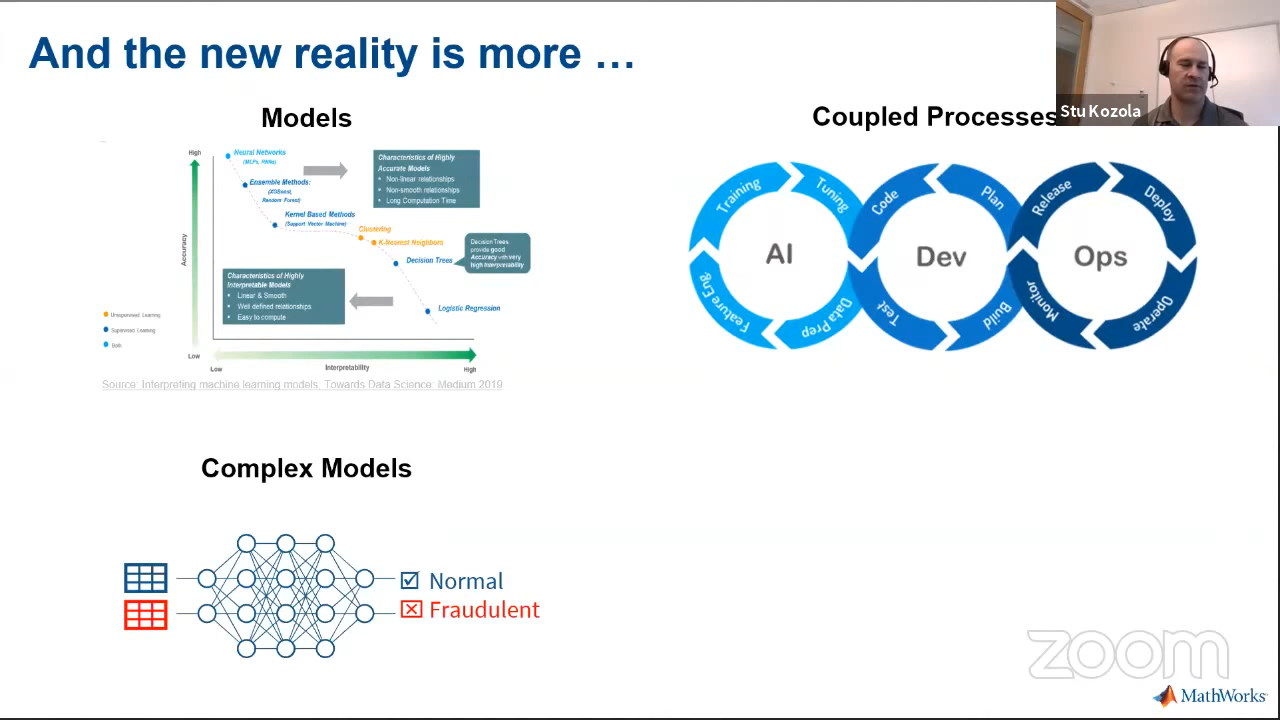 And the new reality is more …
Stu Kozola
Models
Coupled Processes
High
Accuracy
Low
Low
Interpretability
High
Neural Networks
(MLPs, RNNs)
Ensemble Methods:
(XGBoost,
Random Forest)
Kernel Based Methods
(Support Vector Machine)
Clustering
K-Nearest Neighbors
Decision Trees
Logistic Regression
Characteristics of Highly
Accurate Models
Non-linear relationships
Non-smooth relationships
Long Computation Time
Decision Trees
provide good
Accuracy with very
high Interpretability
Characteristics of Highly
Interpretable Models
Linear & Smooth
Well defined relationships
Easy to compute
Unsupervised Learning
Supervised Learning
Both
Source: Interpreting machine learning models, Towards Data Science: Medium 2019
Training
Tuning
AI
Feature Eng.
Data Prep
Code
Plan
Dev
Test
Build
Release
Deploy
Ops
Monitor
Operate
Complex Models
Normal
Fraudulent
zoom
MathWorks